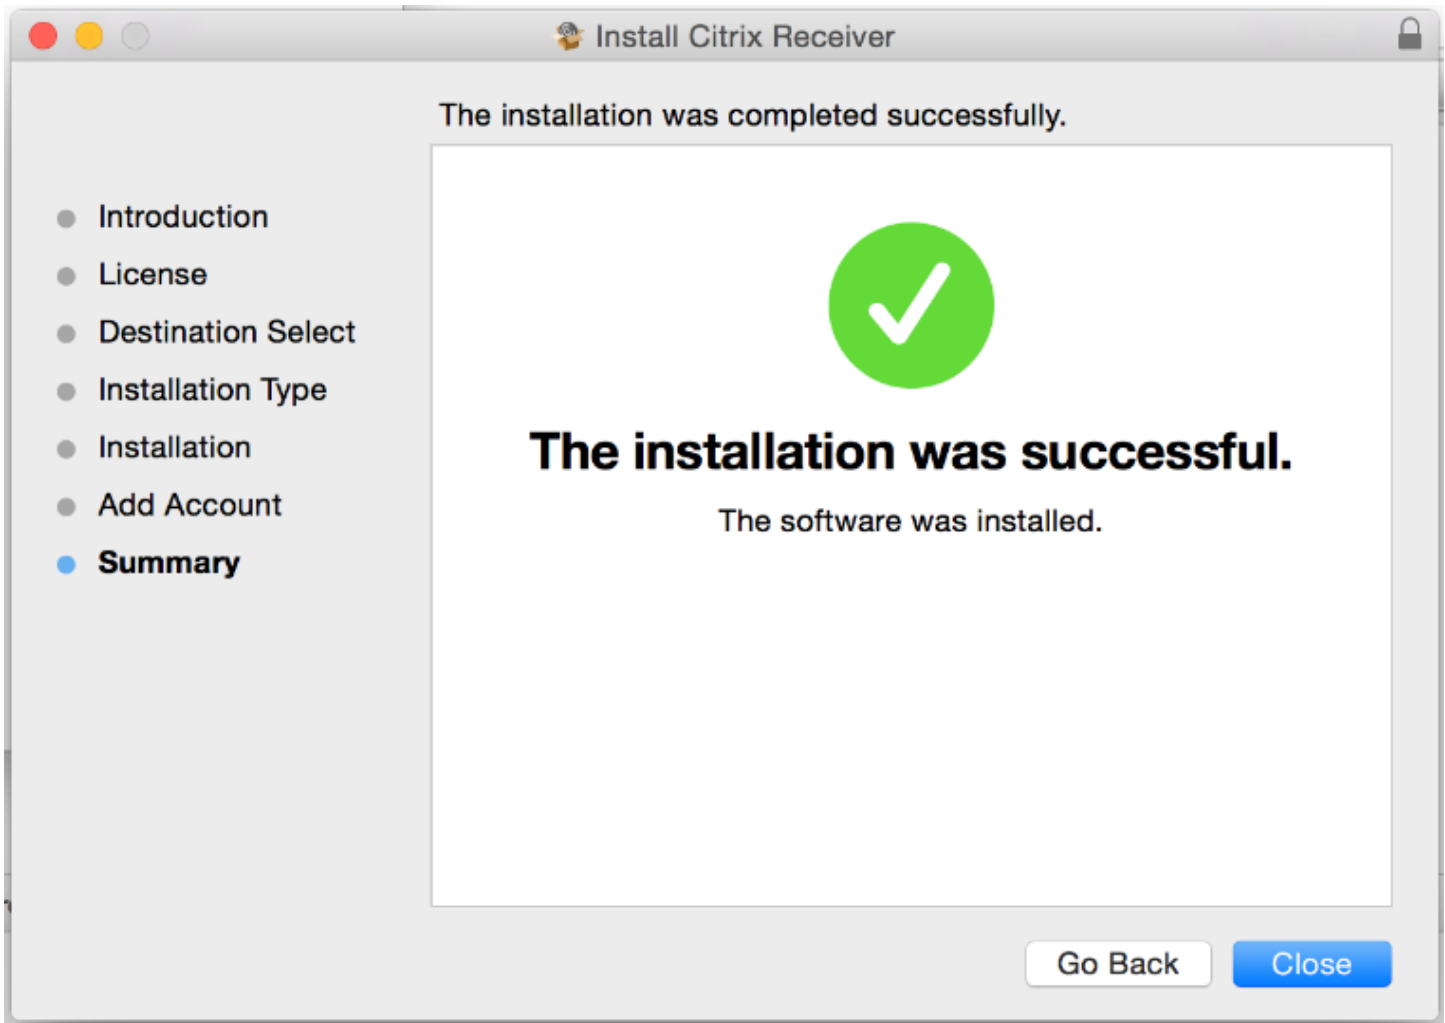 Install Citrix Receiver
The installation was completed successfully.
Introduction
License
Destination Select
Installation Type
Installation
Add Account
Summary
The installation was successful.
The software was installed.
Go Back
Close